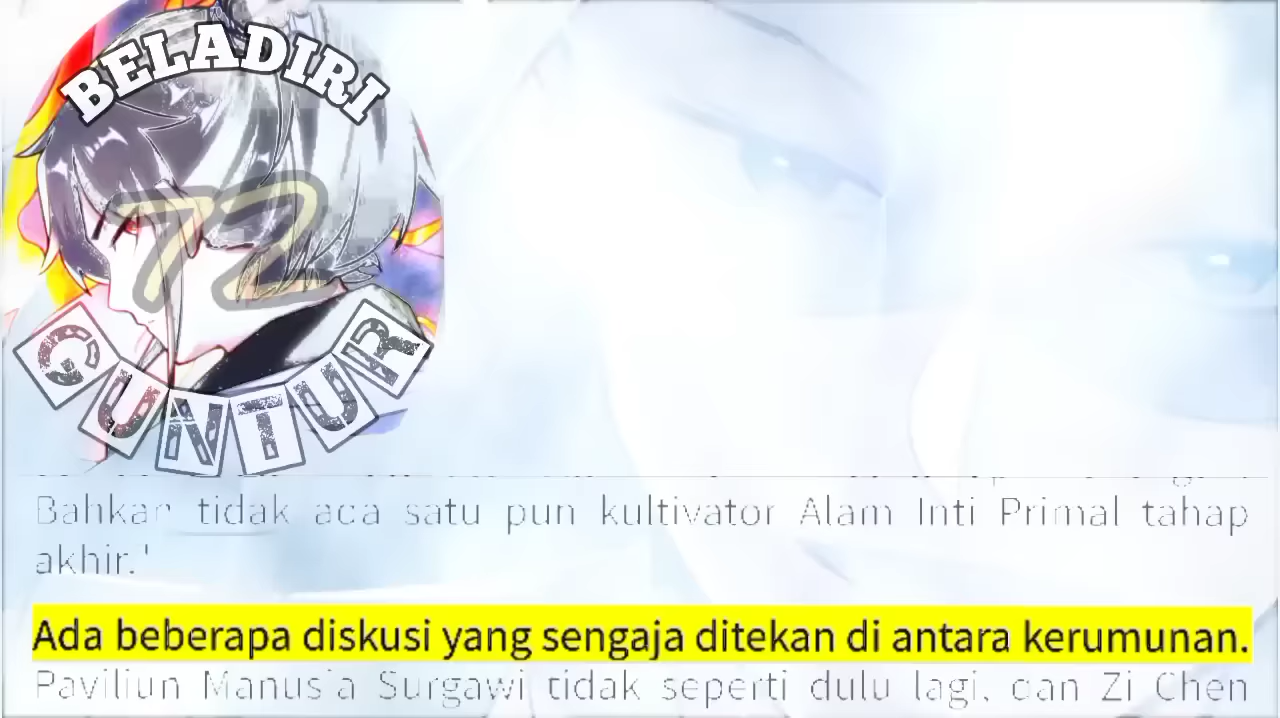 BELADIRI
72
GUNTUR
Bahkan tidak ada satu pun kultivator Alam Inti Primal tahap
akhir.'
Ada beberapa diskusi yang sengaja ditekan di antara kerumunan.
Paviliun Manusia Surgawi tidak seperti dulu lagi, dan Zi Chen